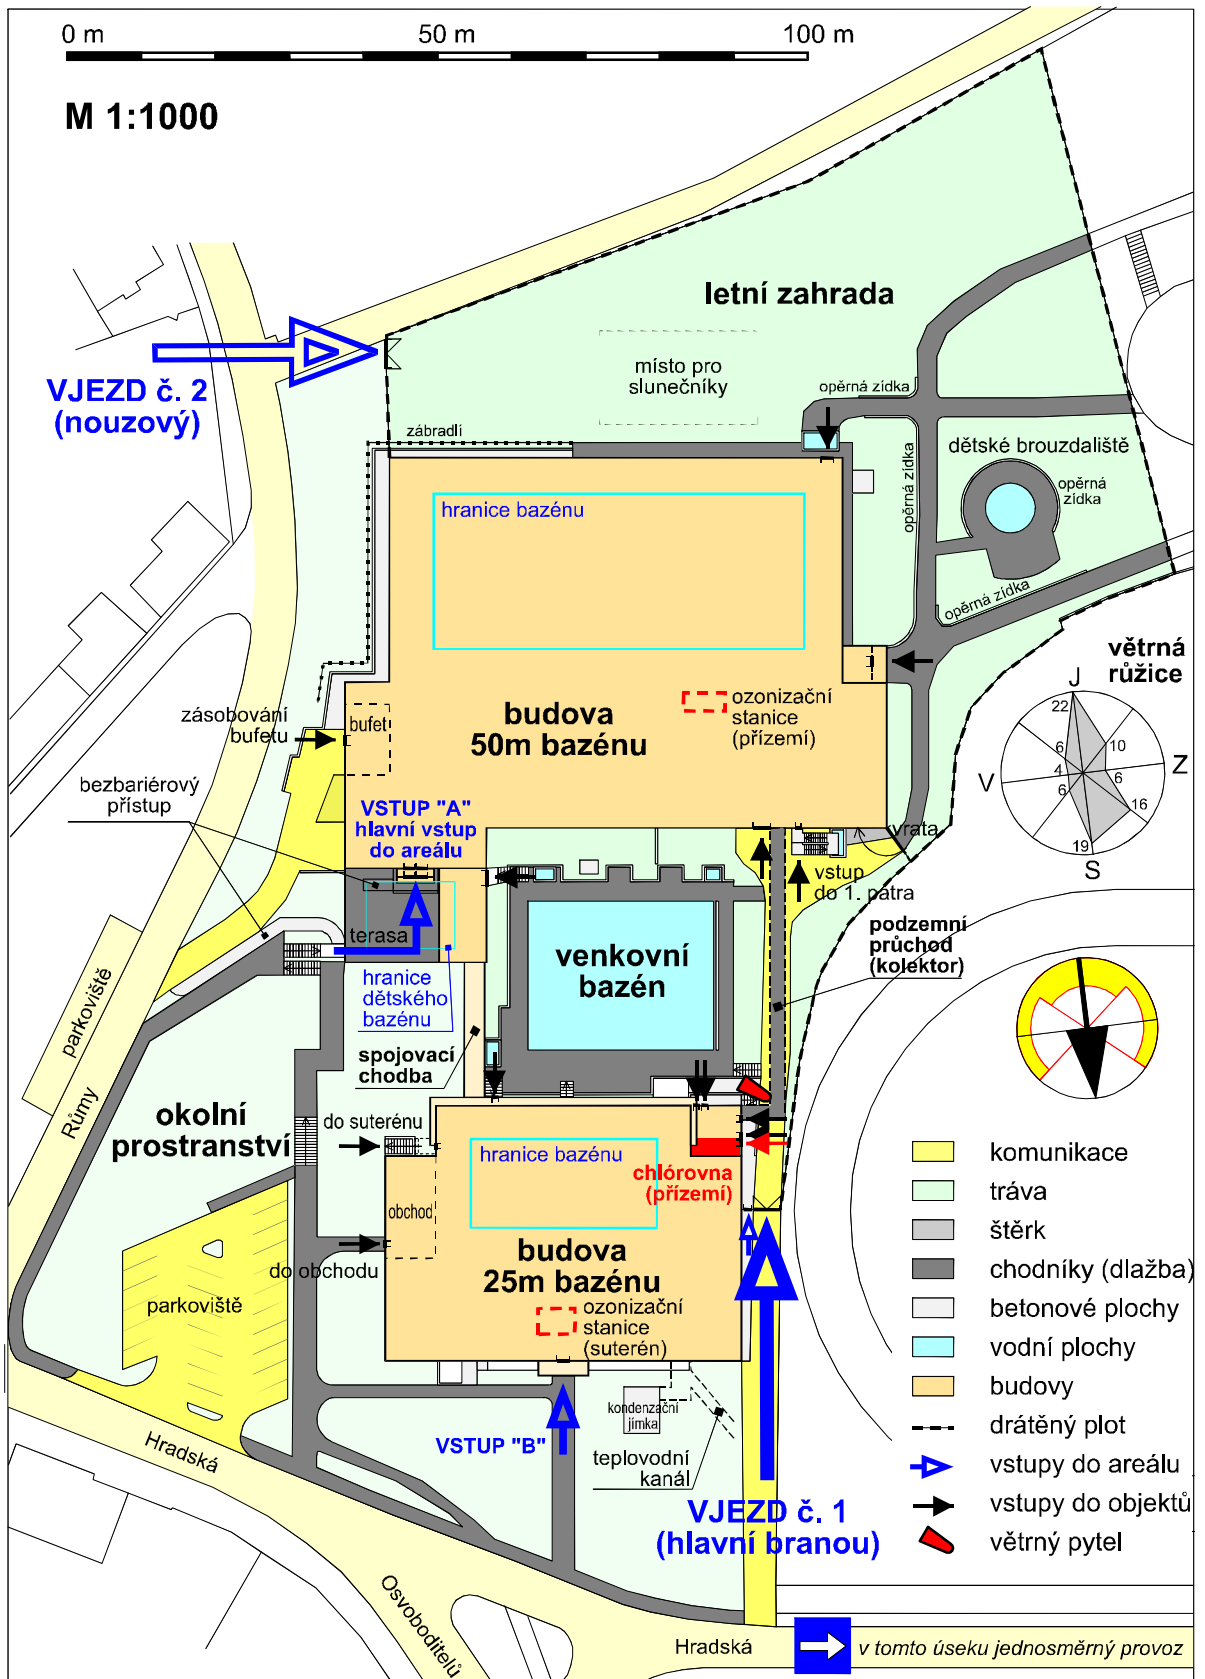 0 m 50 m 100 m
M 1:1000
letní zahrada
místo pro
slunečníky
opěrná zídka
VJEZD č. 2
(nouzový)
zábradlí
dětské brouzdaliště
opěrná
zídka
opěrná zídka
hranice bazénu
opěrná zídka
větrná
růžice
J
22
6
10
4
6
6
16
19
V
Z
S
zásobování
bufetu
bufet
budova
50m bazénu
ozonizační
stanice
(přízemí)
bezbariérový
přístup
VSTUP "A"
hlavní vstup
do areálu
vrata
vstup
do 1. patra
terasa
podzemní
průchod
(kolektor)
venkovní
bazén
hranice
dětského
bazénu
parkoviště
spojovací
chodba
Růmy
okolní
prostranství
do suterénu
hranice bazénu
chlórovna
(přízemí)
obchod
do obchodu
budova
25m bazénu
ozonizační
stanice
(suterén)
parkoviště
kondenzační
jímka
VSTUP "B"
teplovodní
kanál
Hradská
VJEZD č. 1
(hlavní branou)
Osvoboditelů
Hradská
v tomto úseku jednosměrný provoz
komunikace
tráva
štěrk
chodníky (dlažba)
betonové plochy
vodní plochy
budovy
drátěný plot
vstupy do areálu
vstupy do objektů
větrný pytel